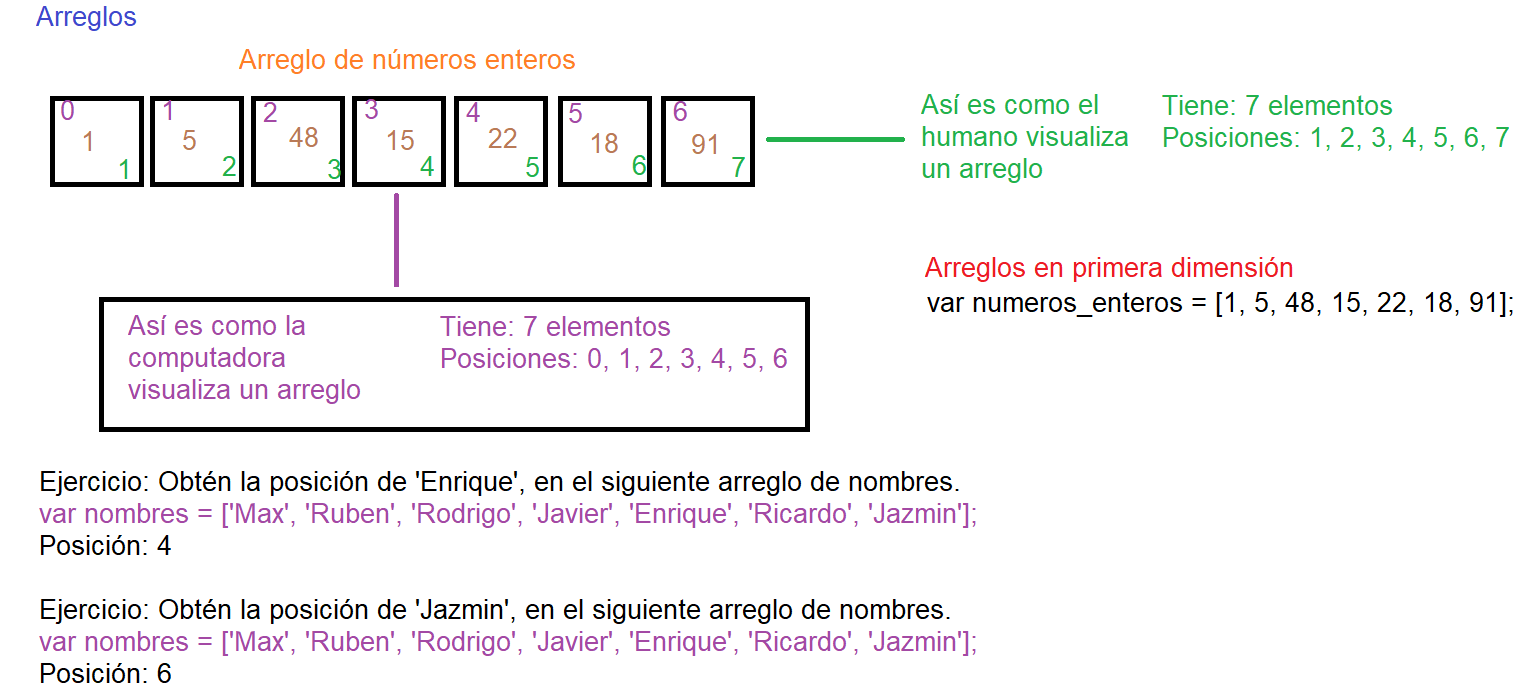 Arreglos
Arreglo de números enteros
0 1 2 3 4 5 6
1 5 48 15 22 18 91
1 2 3 4 5 6 7
Así es como el
humano visualiza
un arreglo
Tiene: 7 elementos
Posiciones: 1, 2, 3, 4, 5, 6, 7
Arreglos en primera dimensión
var numeros_enteros = [1, 5, 48, 15, 22, 18, 91];
Así es como la
computadora
visualiza un arreglo
Tiene: 7 elementos
Posiciones: 0, 1, 2, 3, 4, 5, 6
Ejercicio: Obtén la posición de 'Enrique', en el siguiente arreglo de nombres.
var nombres = ['Max', 'Ruben', 'Rodrigo', 'Javier', 'Enrique', 'Ricardo', 'Jazmin'];
Posición: 4
Ejercicio: Obtén la posición de 'Jazmin', en el siguiente arreglo de nombres.
var nombres = ['Max', 'Ruben', 'Rodrigo', 'Javier', 'Enrique', 'Ricardo', 'Jazmin'];
Posición: 6